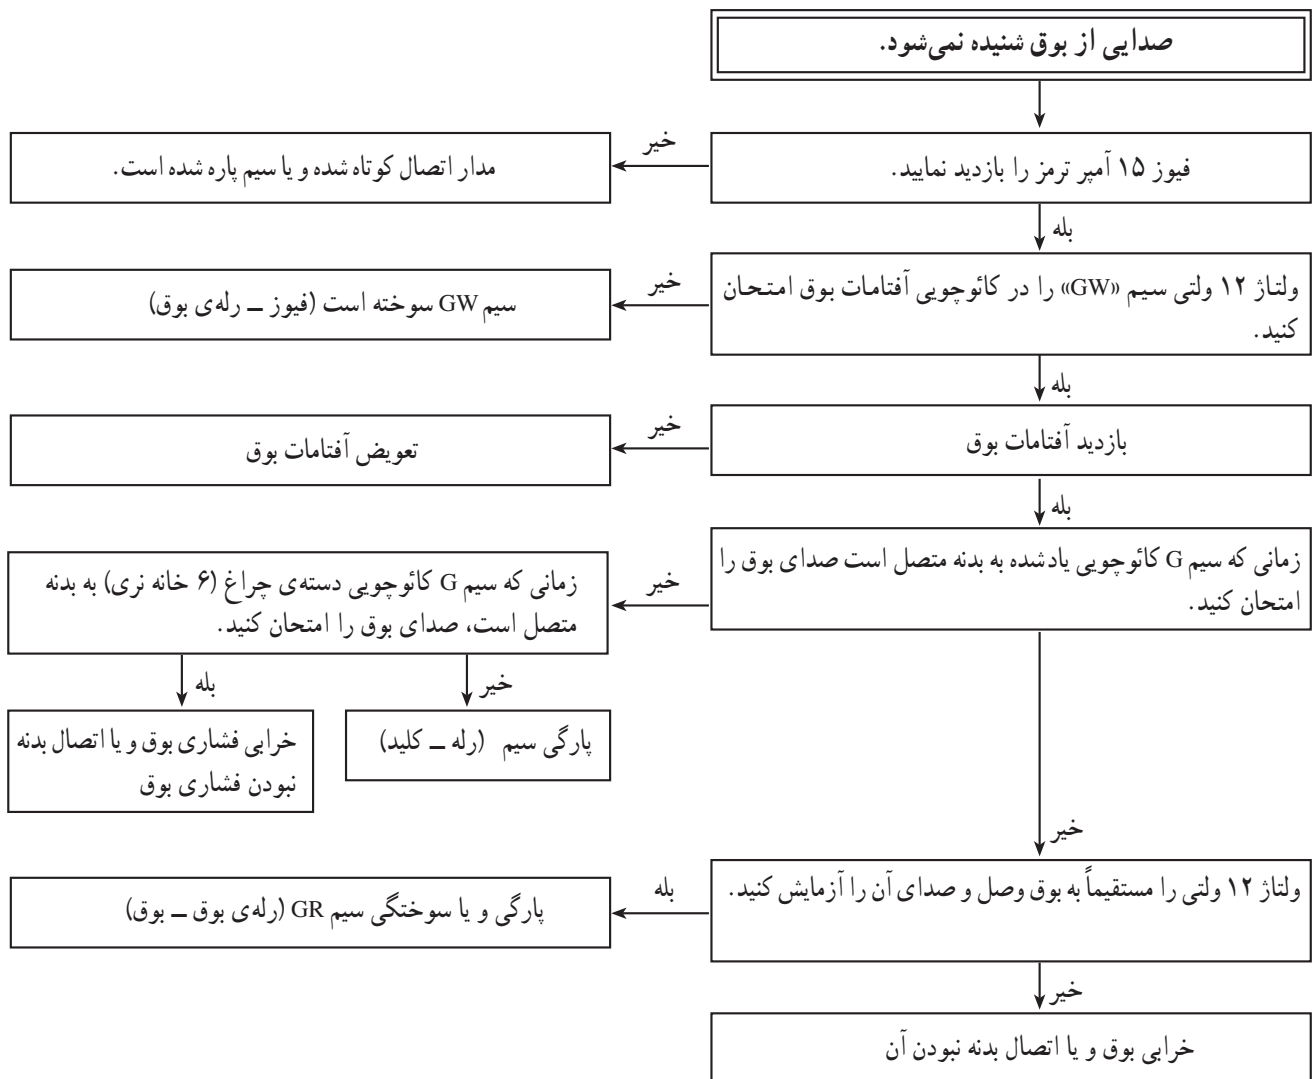 صدایی از بوق شنیده نمی‌شود.
فیوز ۱۵ آمپر ترمز را بازدید نمایید.
خیر
مدار اتصال کوتاه شده و یا سیم پاره شده است.
بله
ولتاژ ۱۲ ولتی سیم «GW» را در کائوچویی آفتامات بوق امتحان
کنید.
خیر
سیم GW سوخته است (فیوز ــ رله‌ی بوق)
بله
بازدید آفتامات بوق
خیر
تعویض آفتامات بوق
بله
زمانی که سیم G کائوچویی یادشده به بدنه متصل است صدای بوق را
امتحان کنید.
خیر
زمانی که سیم G کائوچویی دسته‌ی چراغ (۶ خانه نری) به بدنه
متصل است، صدای بوق را امتحان کنید.
خیر
بله
پارگی سیم (رله ــ کلید)
خرابی فشاری بوق و یا اتصال بدنه
نبودن فشاری بوق
خیر
ولتاژ ۱۲ ولتی را مستقیماً به بوق وصل و صدای آن را آزمایش کنید.
بله
پارگی و یا سوختگی سیم GR (رله‌ی بوق ــ بوق)
خیر
خرابی بوق و یا اتصال بدنه نبودن آن